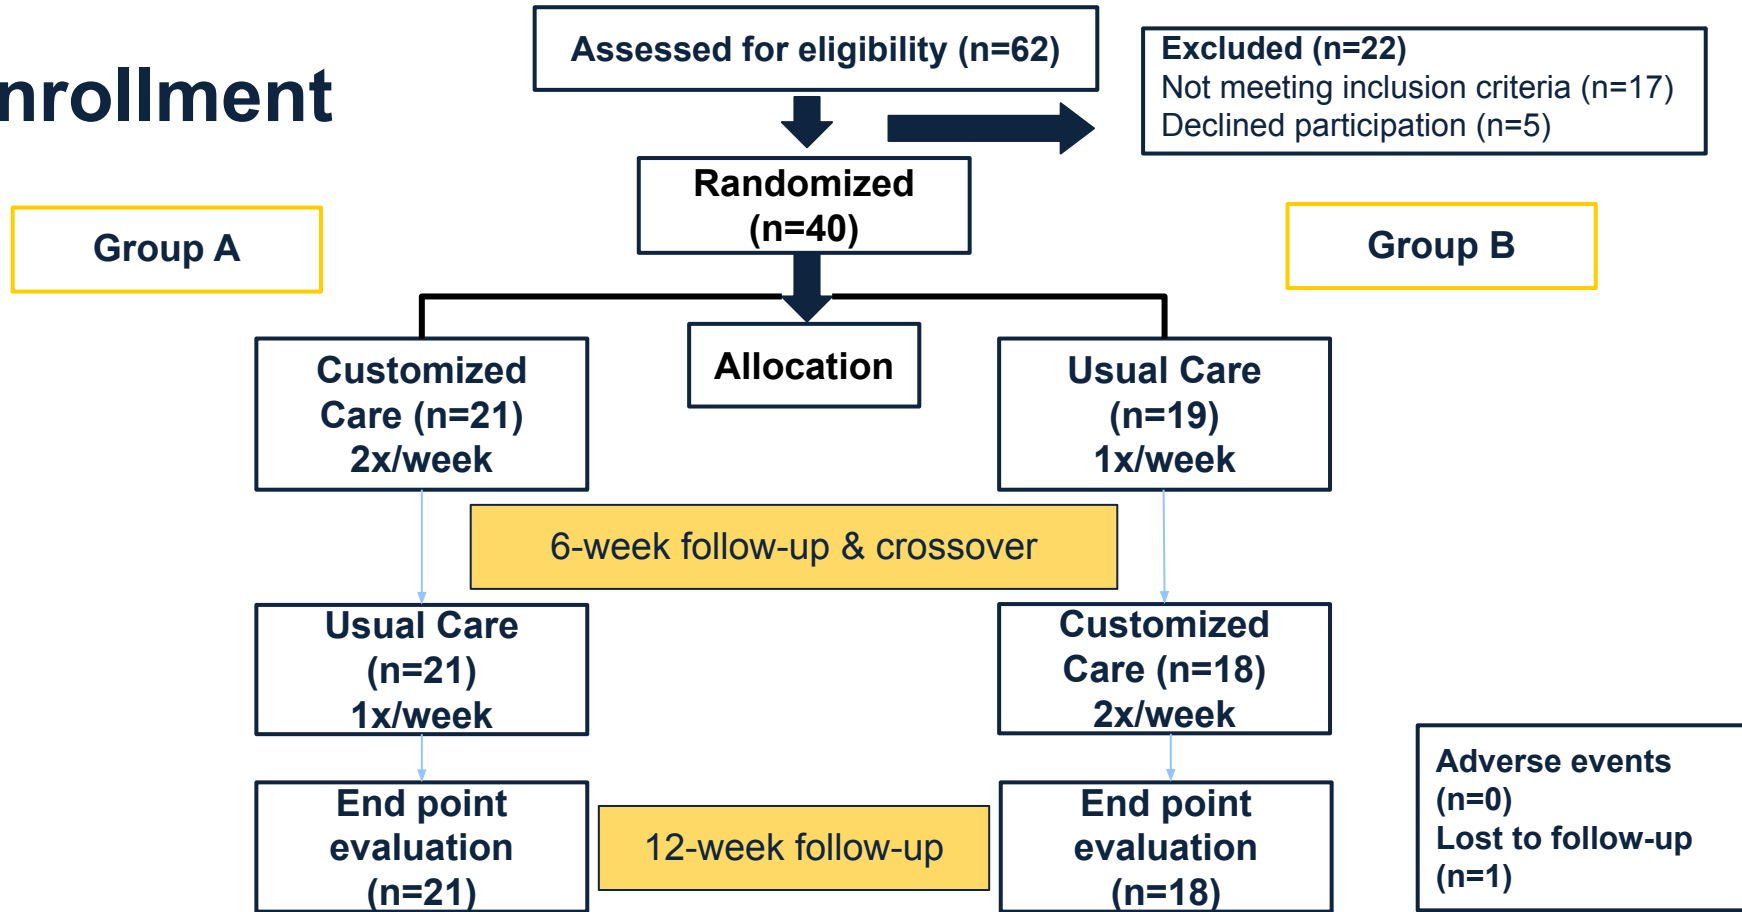 Assessed for eligibility (n=62)
Excluded (n=22)
Not meeting inclusion criteria (n=17)
Declined participation (n=5)
nrollment
Randomized
(n=40)
Group A
Group B
Allocation
Customized
Care (n=21)
2x/week
Usual Care
(n=19)
1x/week
6-week follow-up & crossover
Usual Care
(n=21)
1x/week
Customized
Care (n=18)
2x/week
End point
evaluation
(n=21)
12-week follow-up
End point
evaluation
(n=18)
Adverse events
(n=0)
Lost to follow-up
(n=1)